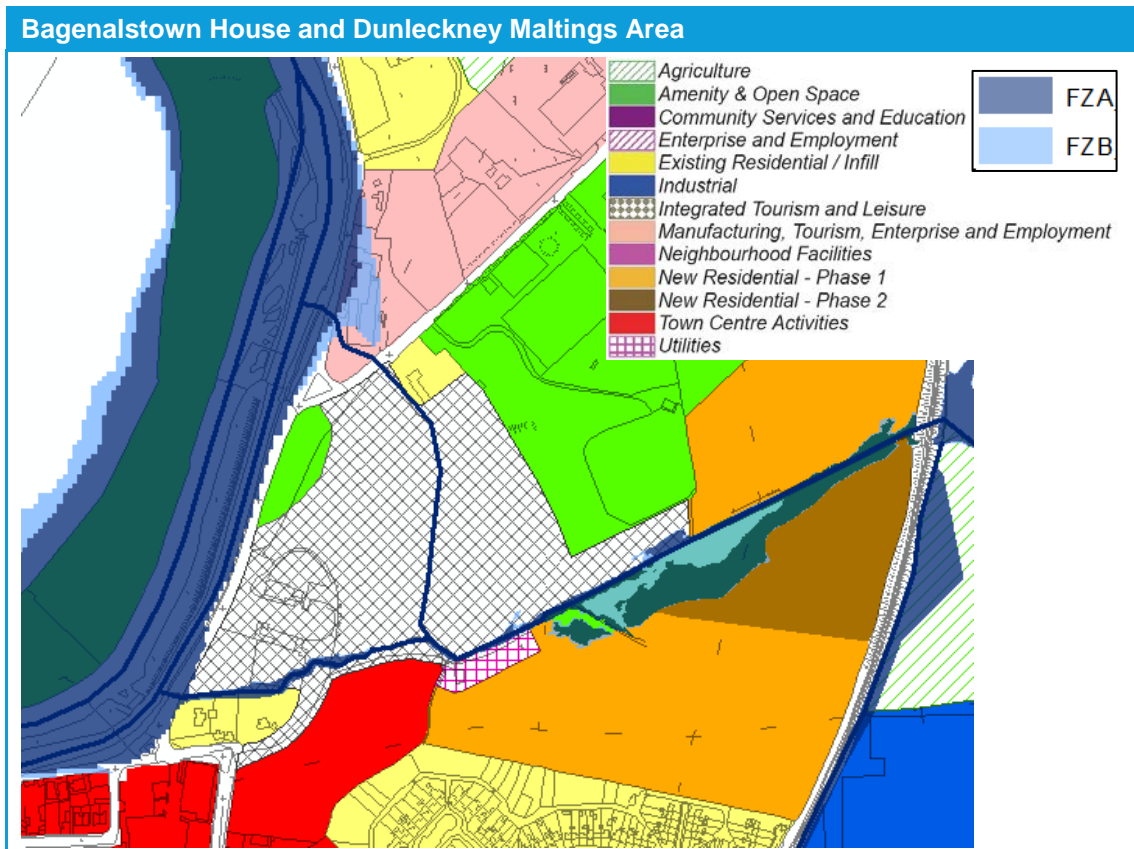 Bagenalstown House and Dunleckney Maltings Area
Agriculture
Amenity & Open Space
Community Services and Education
Enterprise and Employment
Existing Residential / Infill
Industrial
Integrated Tourism and Leisure
Manufacturing, Tourism, Enterprise and Employment
Neighbourhood Facilities
New Residential - Phase 1
New Residential - Phase 2
Town Centre Activities
Utilities
FZA
FZB